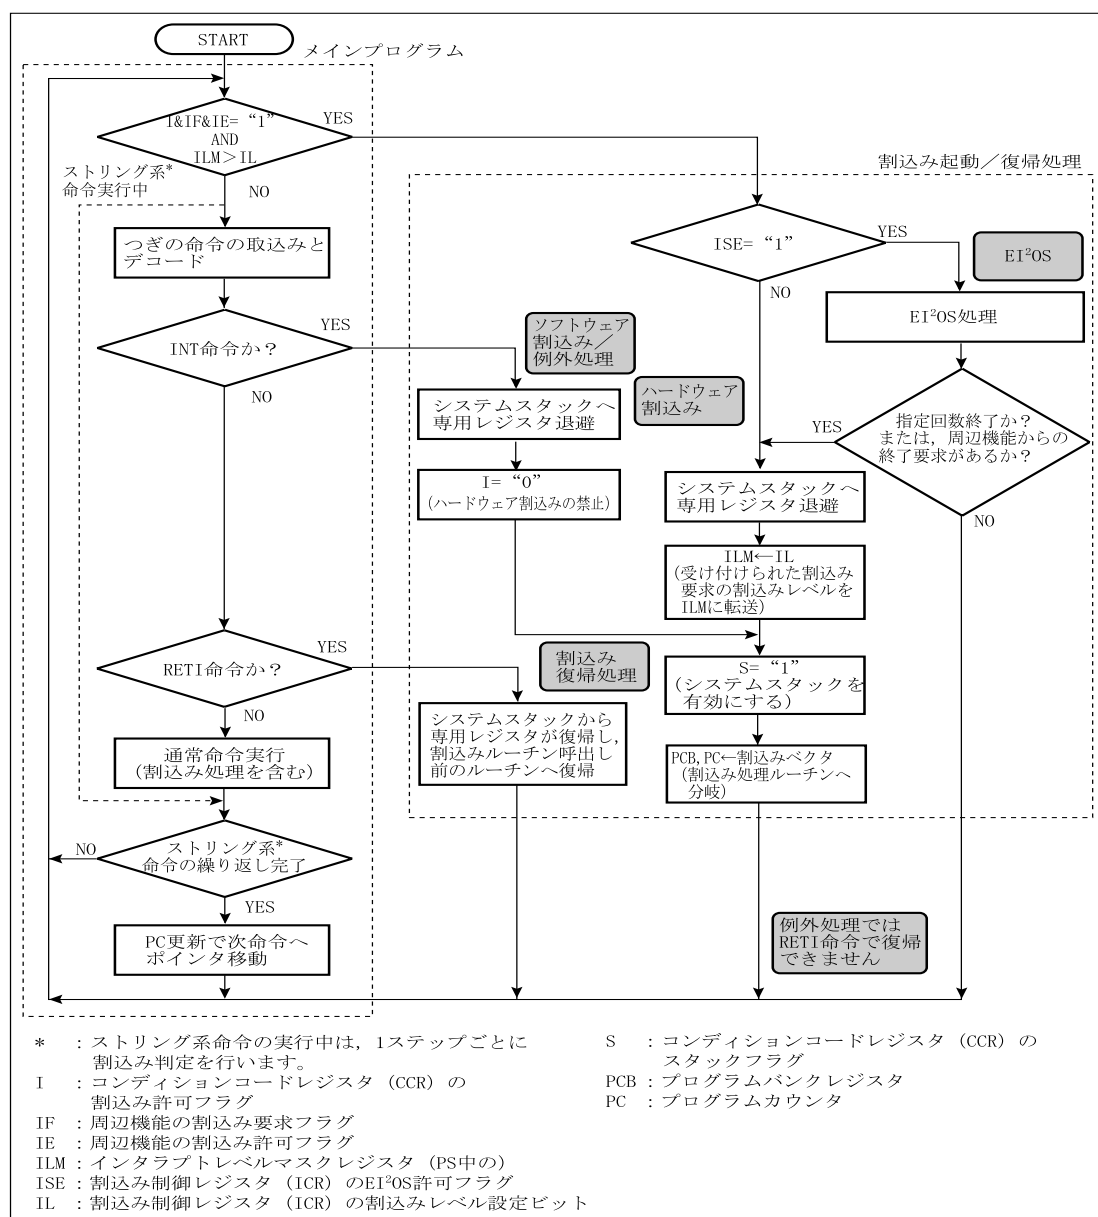 START
メインプログラム
I&IF&IE= “1”
AND
ILM＞IL
YES
NO
ストリング系*
命令実行中
つぎの命令の取込みと
デコード
INT命令か？
YES
NO
RETI命令か？
YES
NO
通常命令実行
(割込み処理を含む)
ストリング系*
命令の繰り返し完了
NO
YES
PC更新で次命令へ
ポインタ移動
割込み起動／復帰処理
ISE= “1”
YES
NO
EI²OS
EI²OS処理
指定回数終了か？
または，周辺機能からの
終了要求があるか？
YES
NO
ソフトウェア
割込み／
例外処理
システムスタックへ
専用レジスタ退避
I= “0”
(ハードウェア割込みの禁止)
ハードウェア
割込み
システムスタックへ
専用レジスタ退避
ILM←IL
(受け付けられた割込み
要求の割込みレベルを
ILMに転送)
割込み
復帰処理
システムスタックから
専用レジスタが復帰し，
割込みルーチン呼出し
前のルーチンへ復帰
S= “1”
(システムスタックを
有効にする)
PCB,PC←割込みベクタ
(割込み処理ルーチンへ
分岐)
例外処理では
RETI命令で復帰
できません
* ：ストリング系命令の実行中は，1ステップごとに
割込み判定を行います。
I ：コンディションコードレジスタ (CCR) の
割込み許可フラグ
IF ：周辺機能の割込み要求フラグ
IE ：周辺機能の割込み許可フラグ
ILM ：インタラプトレベルマスクレジスタ (PS中の)
ISE ：割込み制御レジスタ (ICR) のEI²OS許可フラグ
IL ：割込み制御レジスタ (ICR) の割込みレベル設定ビット
S ：コンディションコードレジスタ (CCR) の
スタックフラグ
PCB ：プログラムバンクレジスタ
PC ：プログラムカウンタ